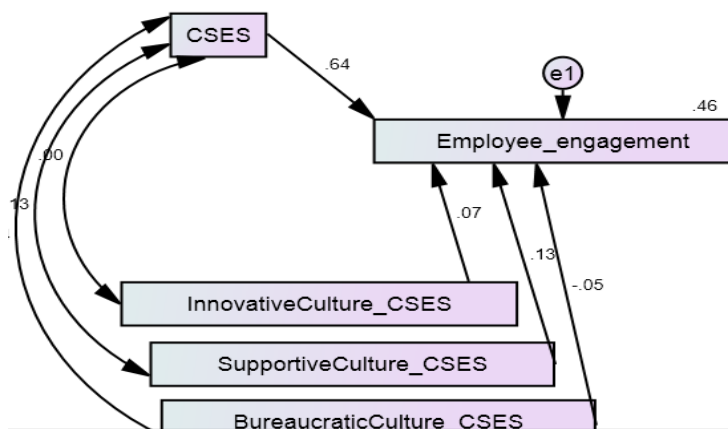 CSES
.64
e1
.46
Employee_engagement
.00
.13
.07
.13
-.05
InnovativeCulture_CSES
SupportiveCulture_CSES
BureaucraticCulture_CSES